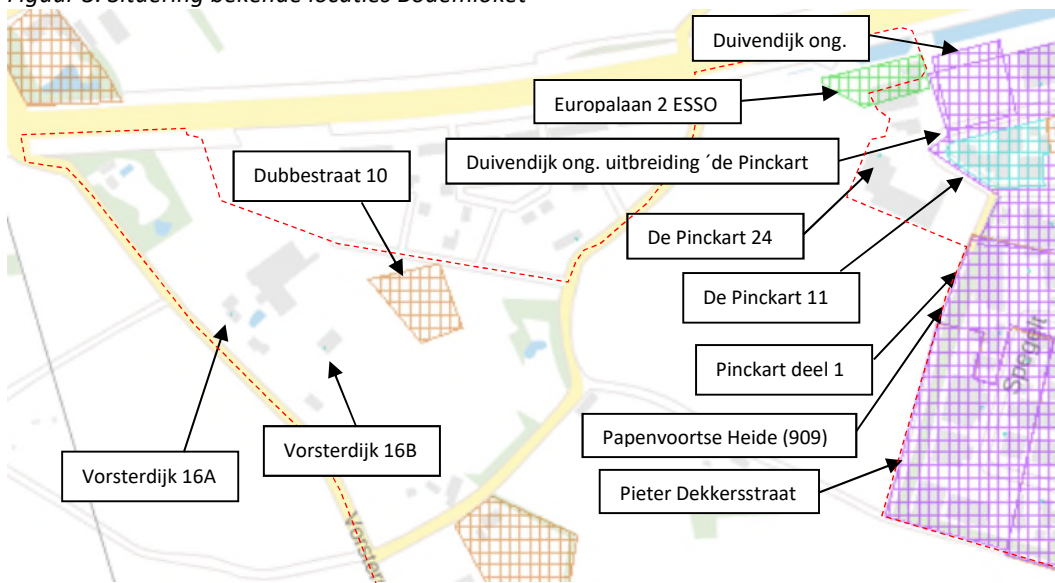 Figuur 3: Situering bekende locaties Bodemloket
Duivendijk ong.
Europalaan 2 ESSO
Duivendijk ong. uitbreiding ´de Pinckart
Dubbestraat 10
De Pinckart 24
De Pinckart 11
Pinckart deel 1
Spegelt
Papenvoortse Heide (909)
Vorsterdijk 16B
Vorsterdijk 16A
Pieter Dekkersstraat